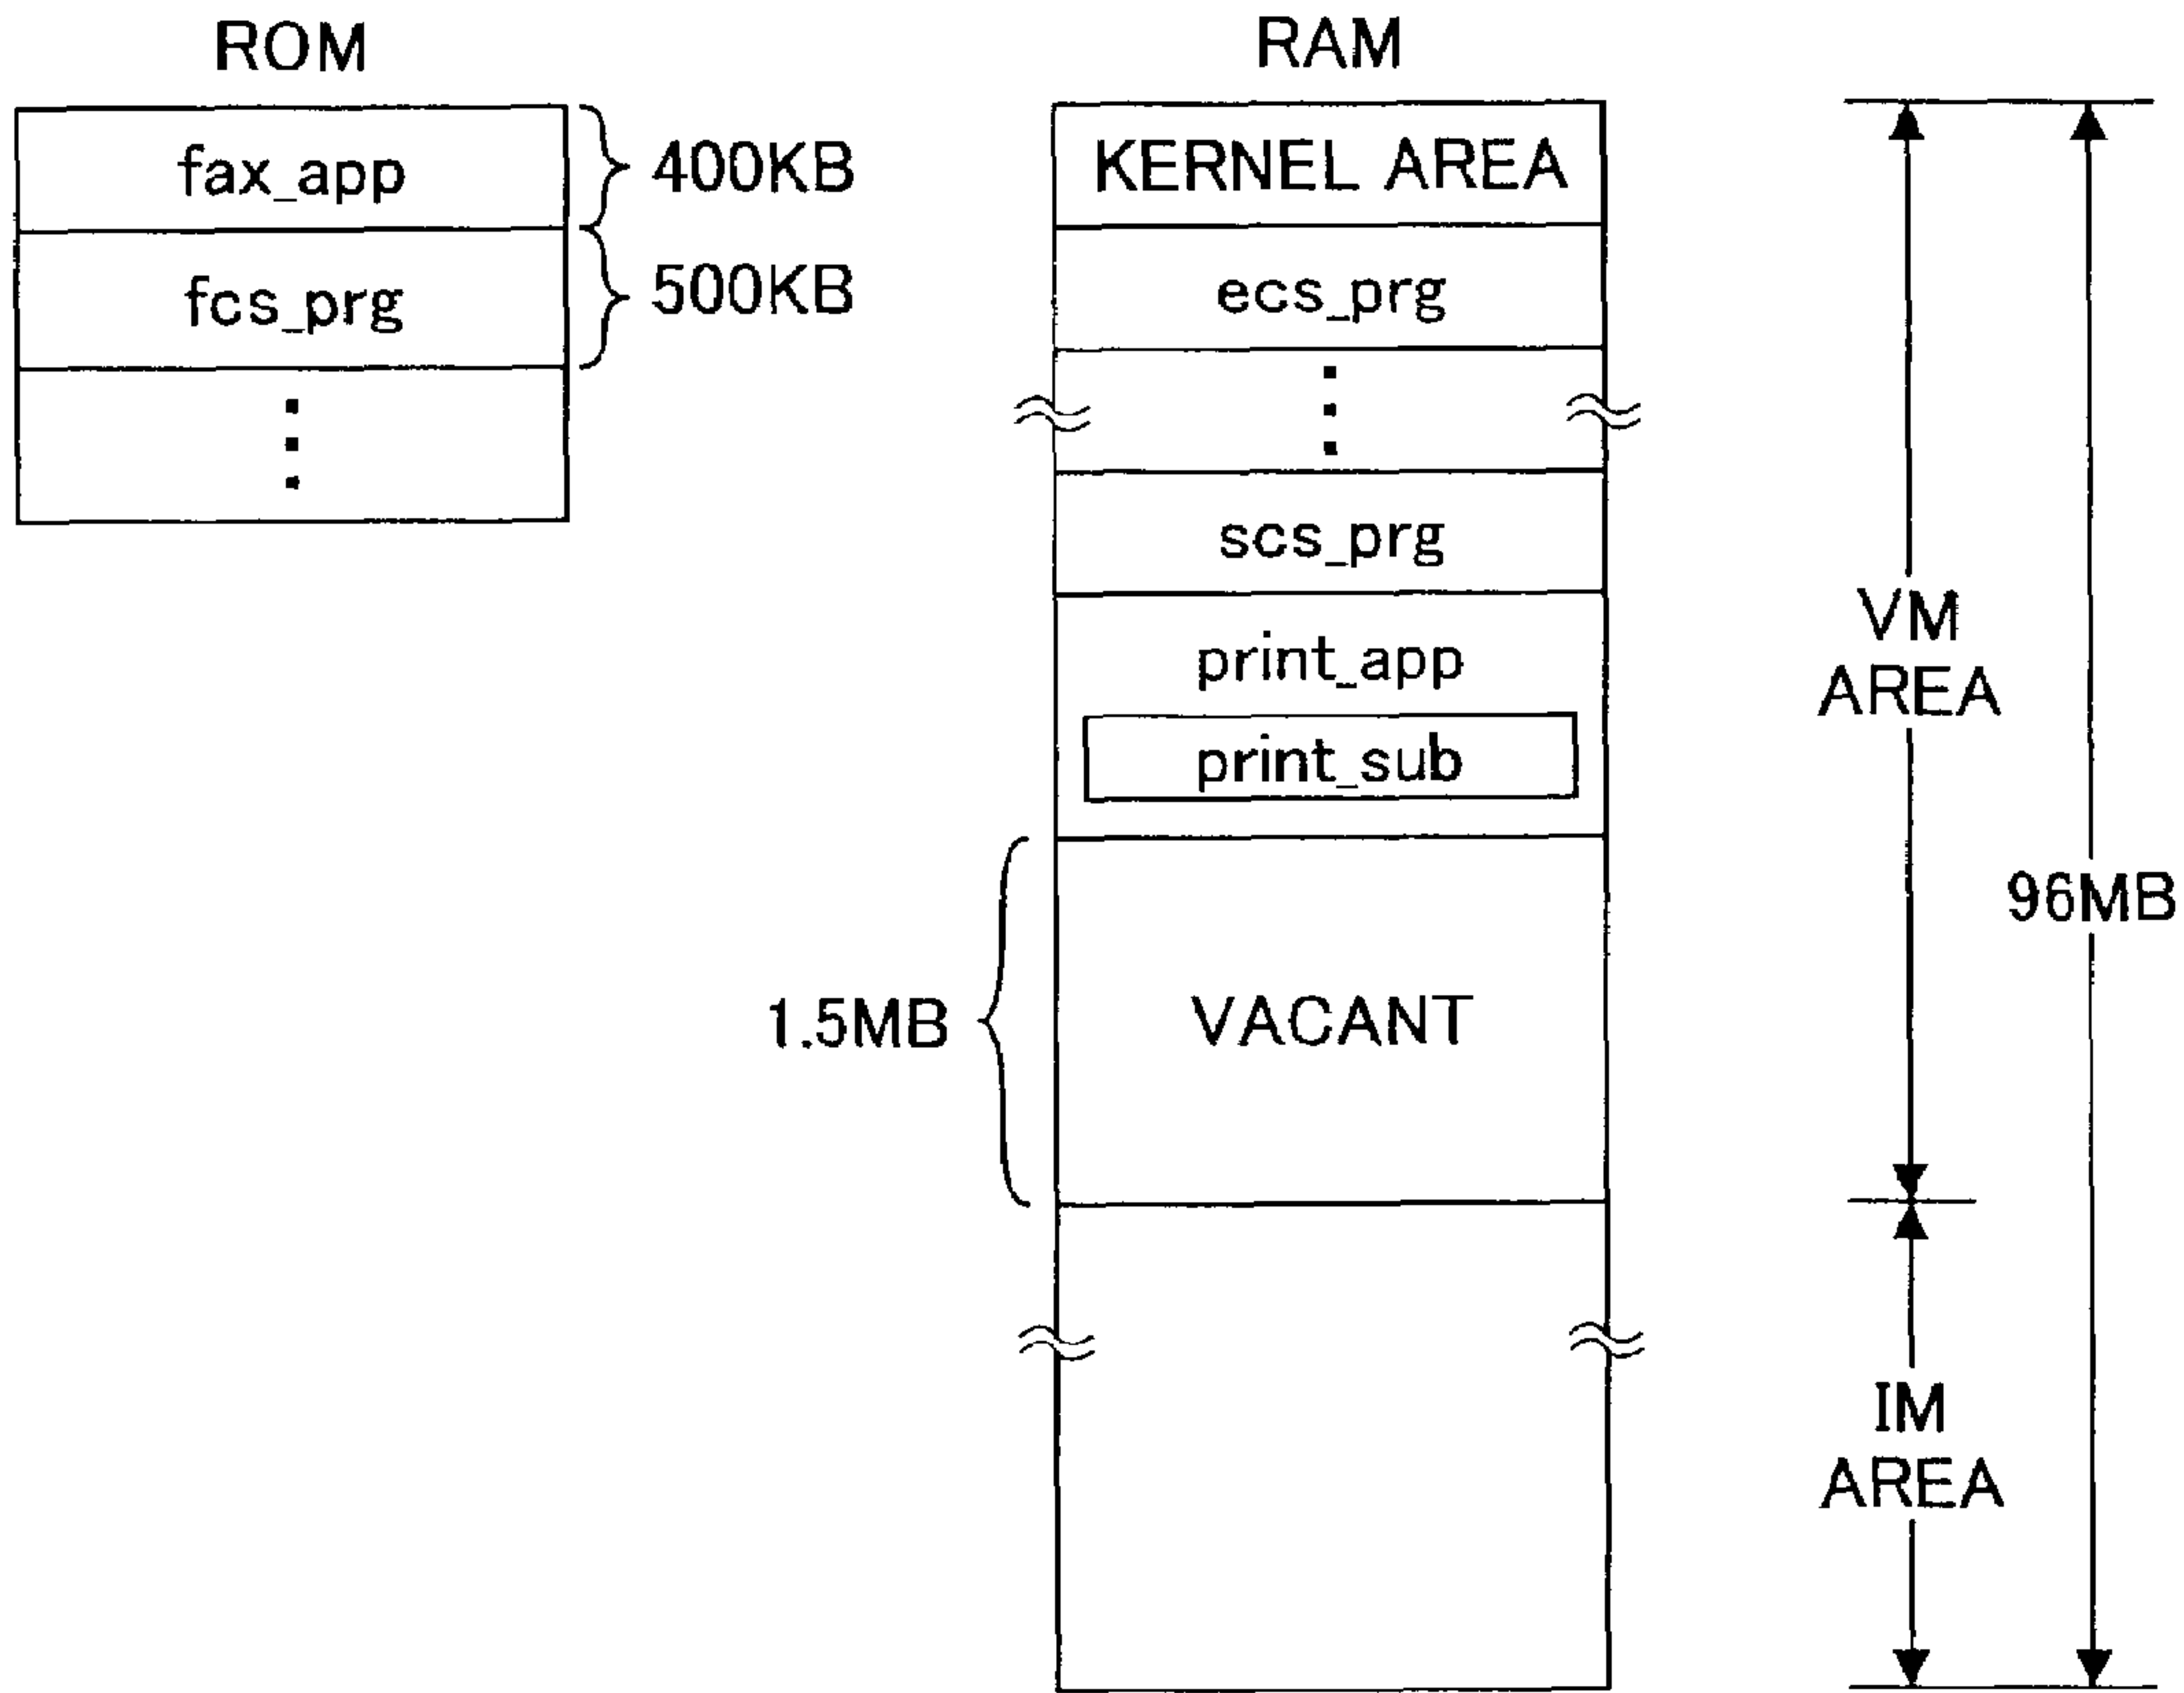 ROM
fax_app
400KB
fcs_prg
500KB
RAM
KERNEL AREA
ecs_prg
scs_prg
print_app
print_sub
1.5MB
VACANT
VM
AREA
96MB
IM
AREA